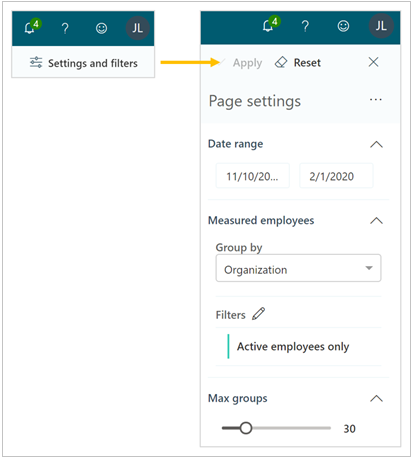 4 ? JL
Settings and filters
4 ? JL
Apply Reset
Page settings
Date range
11/10/20... 2/1/2020
Measured employees
Group by
Organization
Filters
Active employees only
Max groups
30